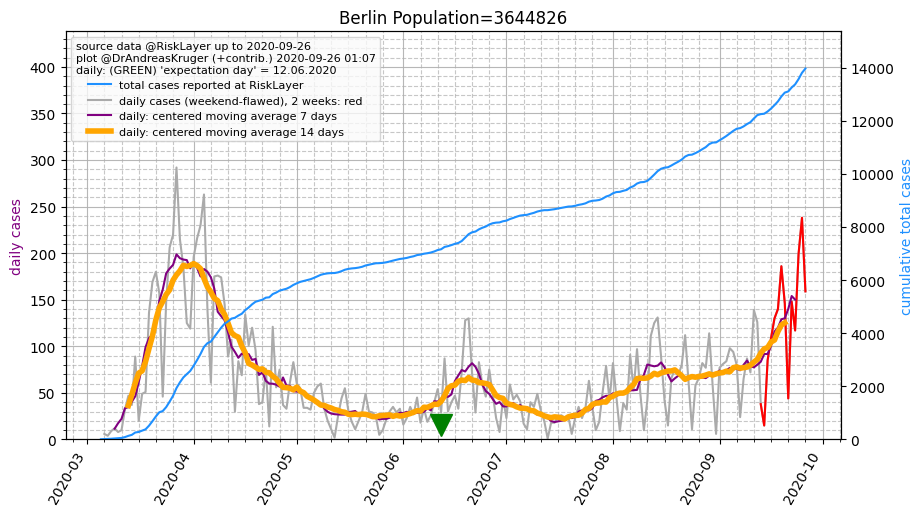 Berlin Population=3644826
source data @RiskLayer up to 2020-09-26
plot @DrAndreasKruger (+contrib.) 2020-09-26 01:07
daily: (GREEN) 'expectation day' = 12.06.2020
total cases reported at RiskLayer
daily cases (weekend-flawed), 2 weeks: red
daily: centered moving average 7 days
daily: centered moving average 14 days
daily cases
400
350
300
250
200
150
100
50
0
14000
12000
10000
8000
6000
4000
2000
0
cumulative total cases
2020-03
2020-04
2020-05
2020-06
2020-07
2020-08
2020-09
2020-10